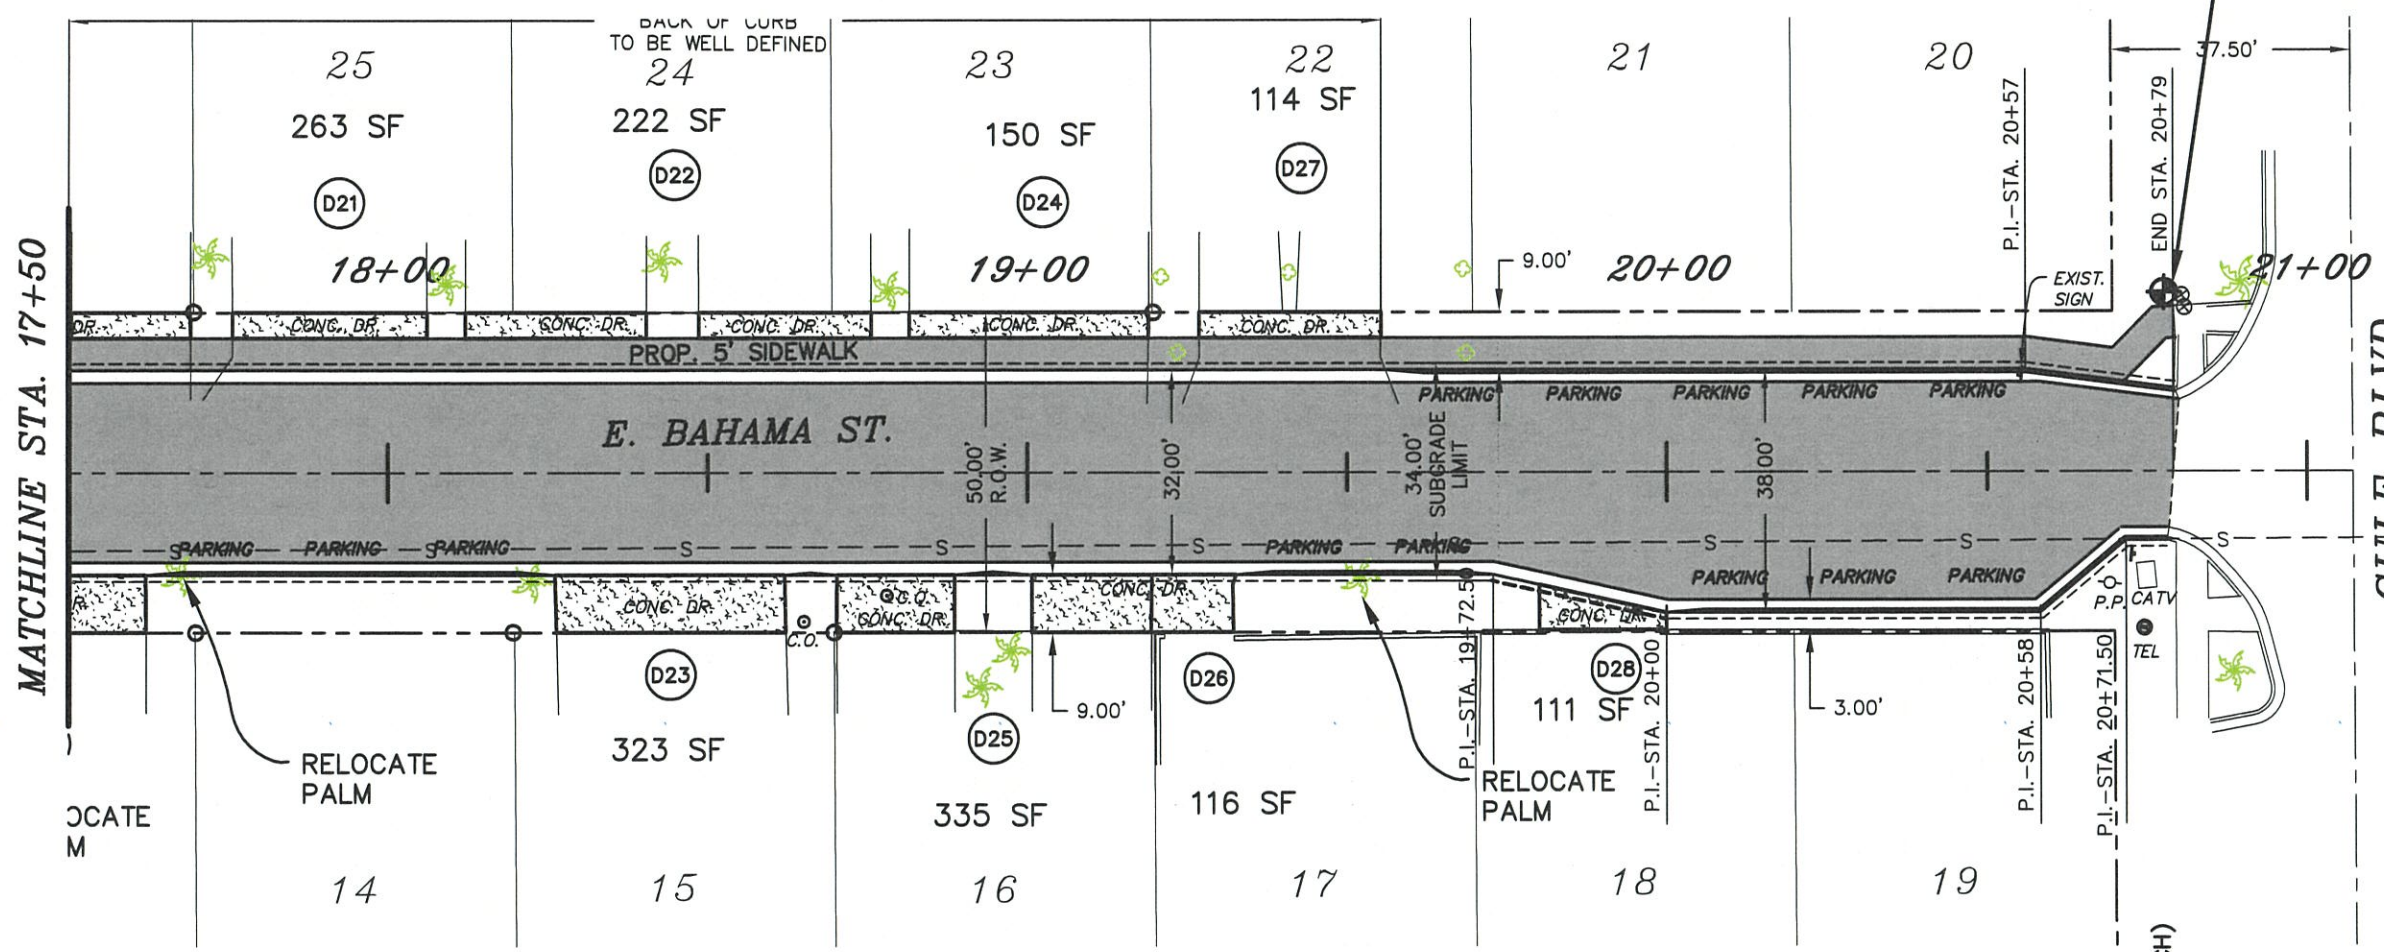 BACK OF CURB
TO BE WELL DEFINED
25
24
23
22
21
20
37.50'
263 SF
222 SF
150 SF
114 SF
D21
D22
D24
D27
P.I.-STA. 20+57
END STA. 20+79
MATCHLINE STA. 17+50
18+00
19+00
9.00'
20+00
21+00
EXIST.
SIGN
DR.
CONC. DR.
CONC. DR.
CONC. DR.
CONC. DR.
CONC. DR.
PROP. 5' SIDEWALK
PARKING
PARKING
PARKING
PARKING
PARKING
E. BAHAMA ST.
50.00'
R.O.W.
32.00'
34.00'
SUBGRADE
LIMIT
38.00'
GULF BLVD
S
PARKING
PARKING
S
PARKING
S
S
S
PARKING
PARKING
S
S
S
PARKING
PARKING
PARKING
R.
CONC. DR.
C.O.
C.O.
CONC. DR.
CONC. DR.
CONC. DR.
P.P.
CATV
TEL
D23
D26
D28
D25
9.00'
3.00'
323 SF
335 SF
116 SF
111 SF
P.I.-STA. 19+72.5
P.I.-STA. 20+00
P.I.-STA. 20+58
P.I.-STA. 20+71.50
RELOCATE
PALM
RELOCATE
PALM
OCATE
M
14
15
16
17
18
19